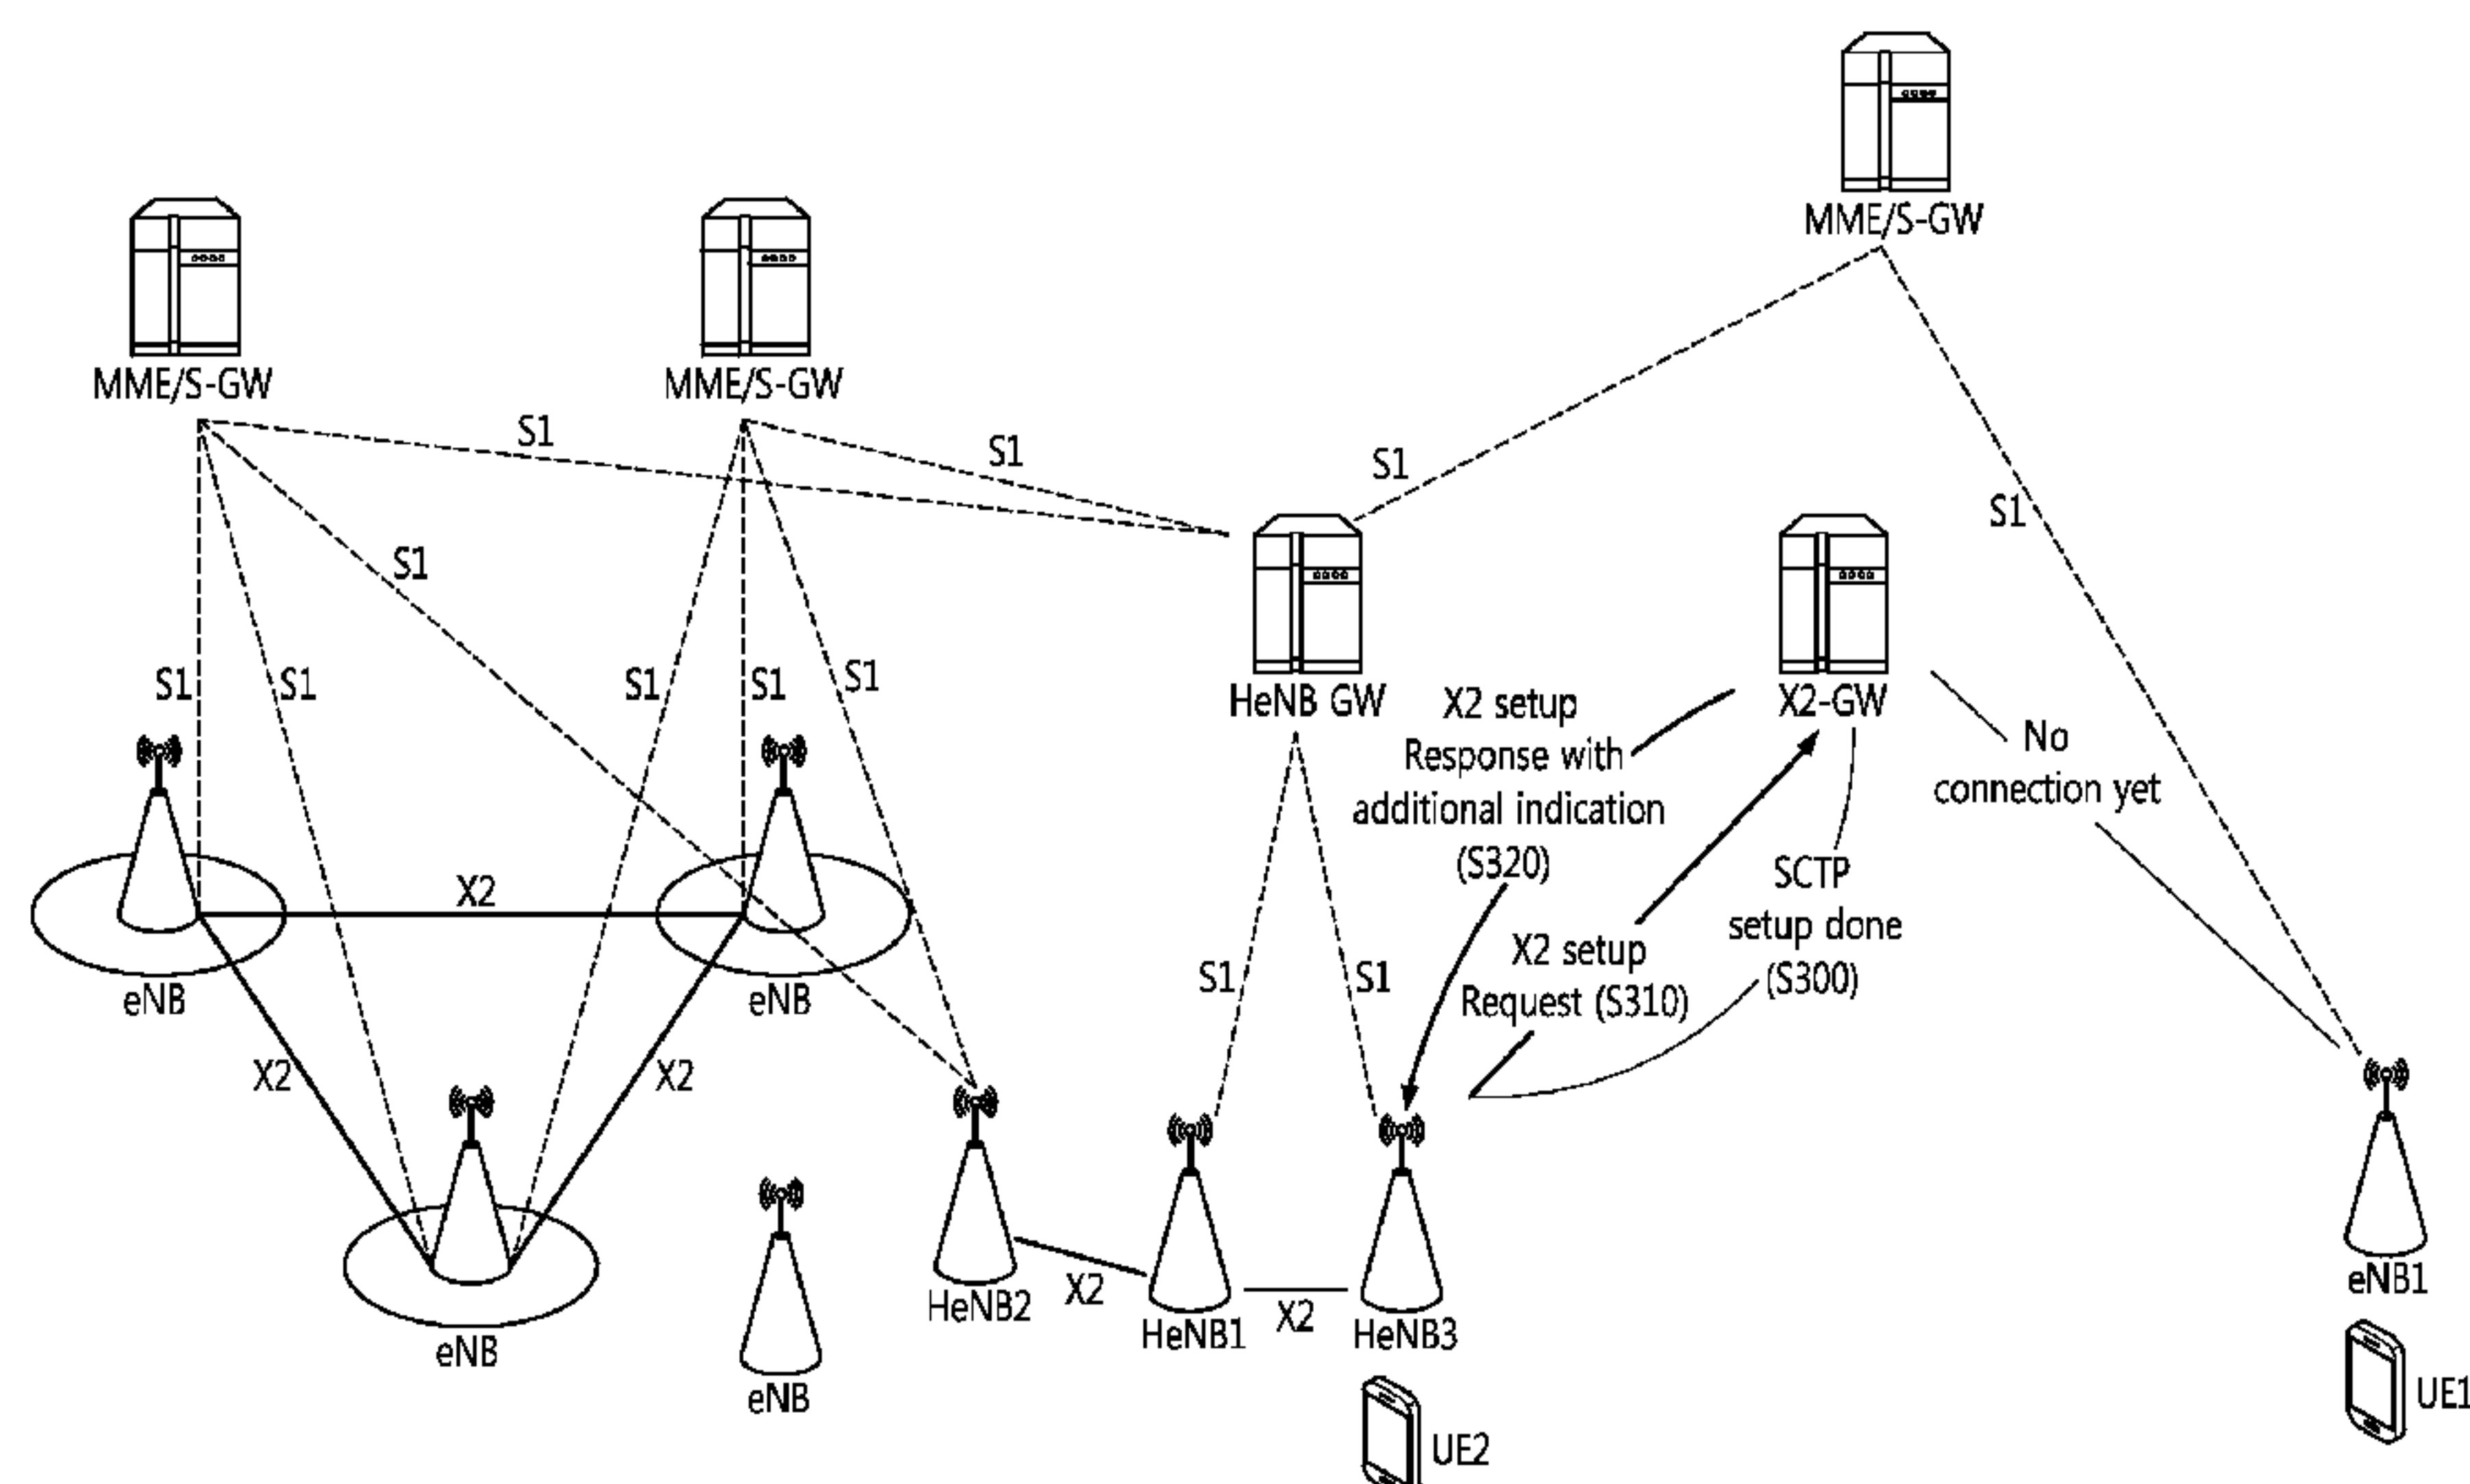 MME/S-GW
MME/S-GW
MME/S-GW
S1
S1
S1
S1
S1
S1
S1
S1
S1
S1
S1
HeNB GW
X2-GW
X2 setup
Response with
additional indication
(S320)
No
connection yet
SCTP
setup done
(S300)
X2 setup
Request (S310)
X2
eNB
eNB
S1
S1
X2
X2
eNB
eNB
HeNB2
X2
HeNB1
X2
HeNB3
eNB1
UE1
UE2